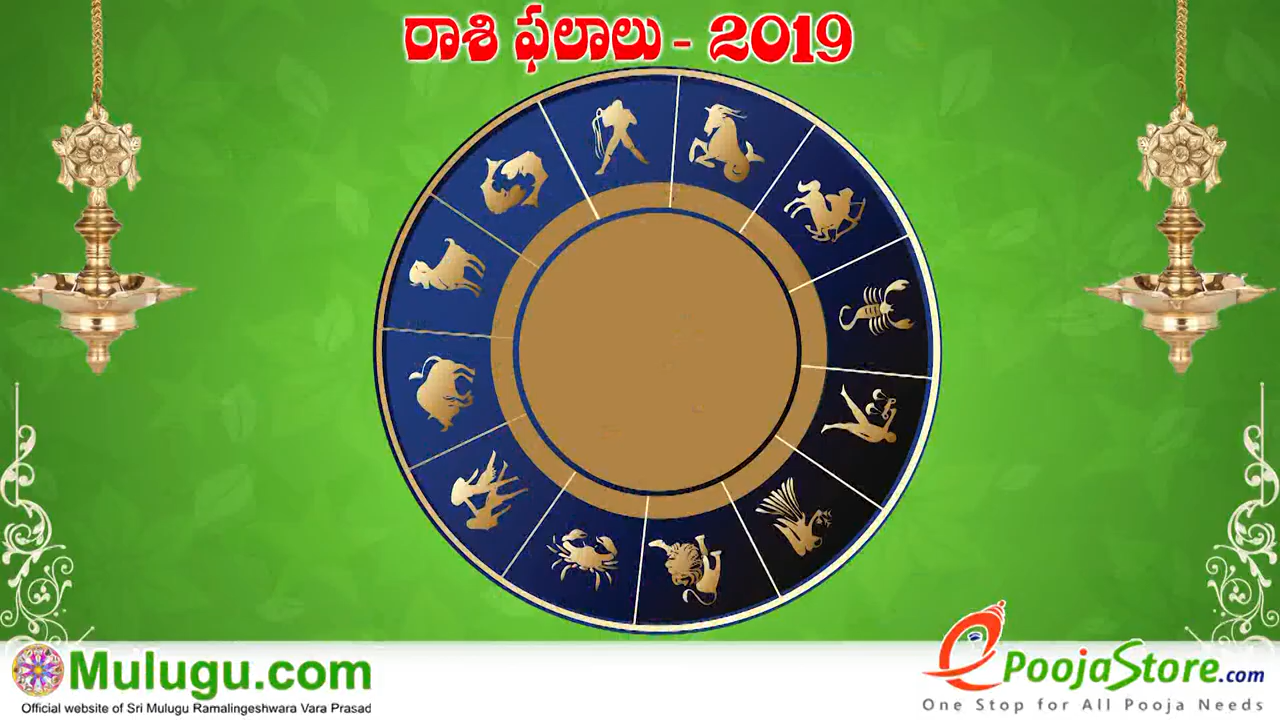 రాశి ఫలాలు - 2019
Mulugu.com
Official website of Sri Mulugu Ramalingeshwara Vara Prasad
ePoojaStore.com
One Stop for All Pooja Needs